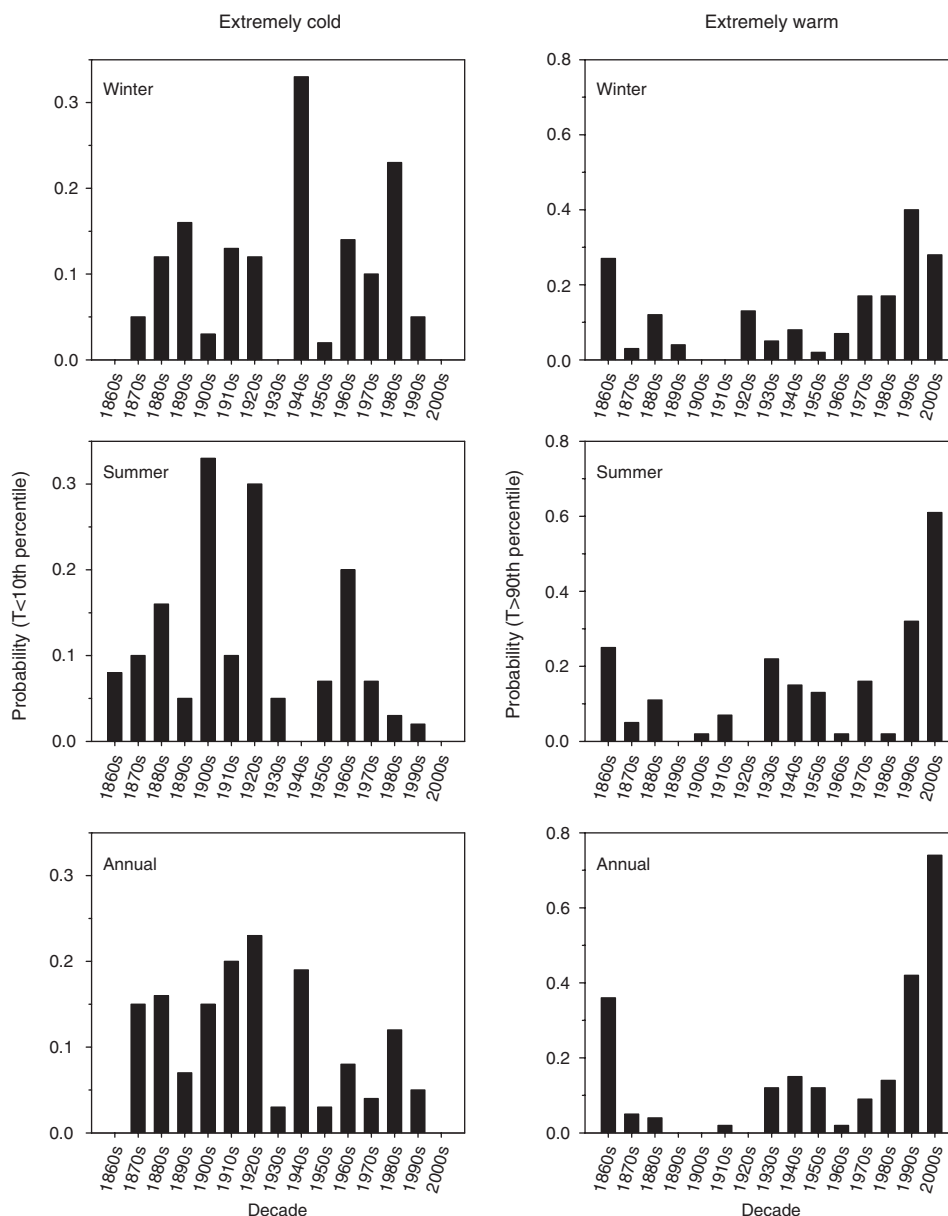 Extremely cold
Extremely warm
Winter
0.3
0.2
0.1
0.0
1860s 1870s 1880s 1890s 1900s 1910s 1920s 1930s 1940s 1950s 1960s 1970s 1980s 1990s 2000s
Winter
0.8
0.6
0.4
0.2
0.0
1860s 1870s 1880s 1890s 1900s 1910s 1920s 1930s 1940s 1950s 1960s 1970s 1980s 1990s 2000s
Probability (T<10th percentile)
Summer
0.3
0.2
0.1
0.0
1860s 1870s 1880s 1890s 1900s 1910s 1920s 1930s 1940s 1950s 1960s 1970s 1980s 1990s 2000s
Probability (T>90th percentile)
Summer
0.8
0.6
0.4
0.2
0.0
1860s 1870s 1880s 1890s 1900s 1910s 1920s 1930s 1940s 1950s 1960s 1970s 1980s 1990s 2000s
Annual
0.3
0.2
0.1
0.0
1860s 1870s 1880s 1890s 1900s 1910s 1920s 1930s 1940s 1950s 1960s 1970s 1980s 1990s 2000s
Decade
Annual
0.8
0.6
0.4
0.2
0.0
1860s 1870s 1880s 1890s 1900s 1910s 1920s 1930s 1940s 1950s 1960s 1970s 1980s 1990s 2000s
Decade